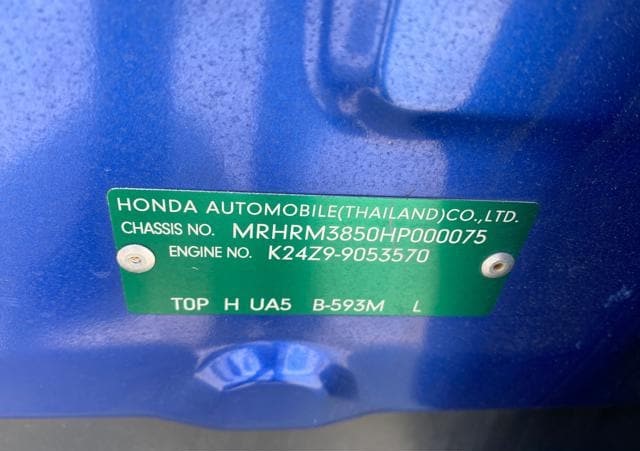 HONDA AUTOMOBILE(THAILAND)CO.,LTD.
CHASSIS NO. MRHRM3850HP000075
ENGINE NO. K24Z9-9053570
TOP H UA5 B-593M L